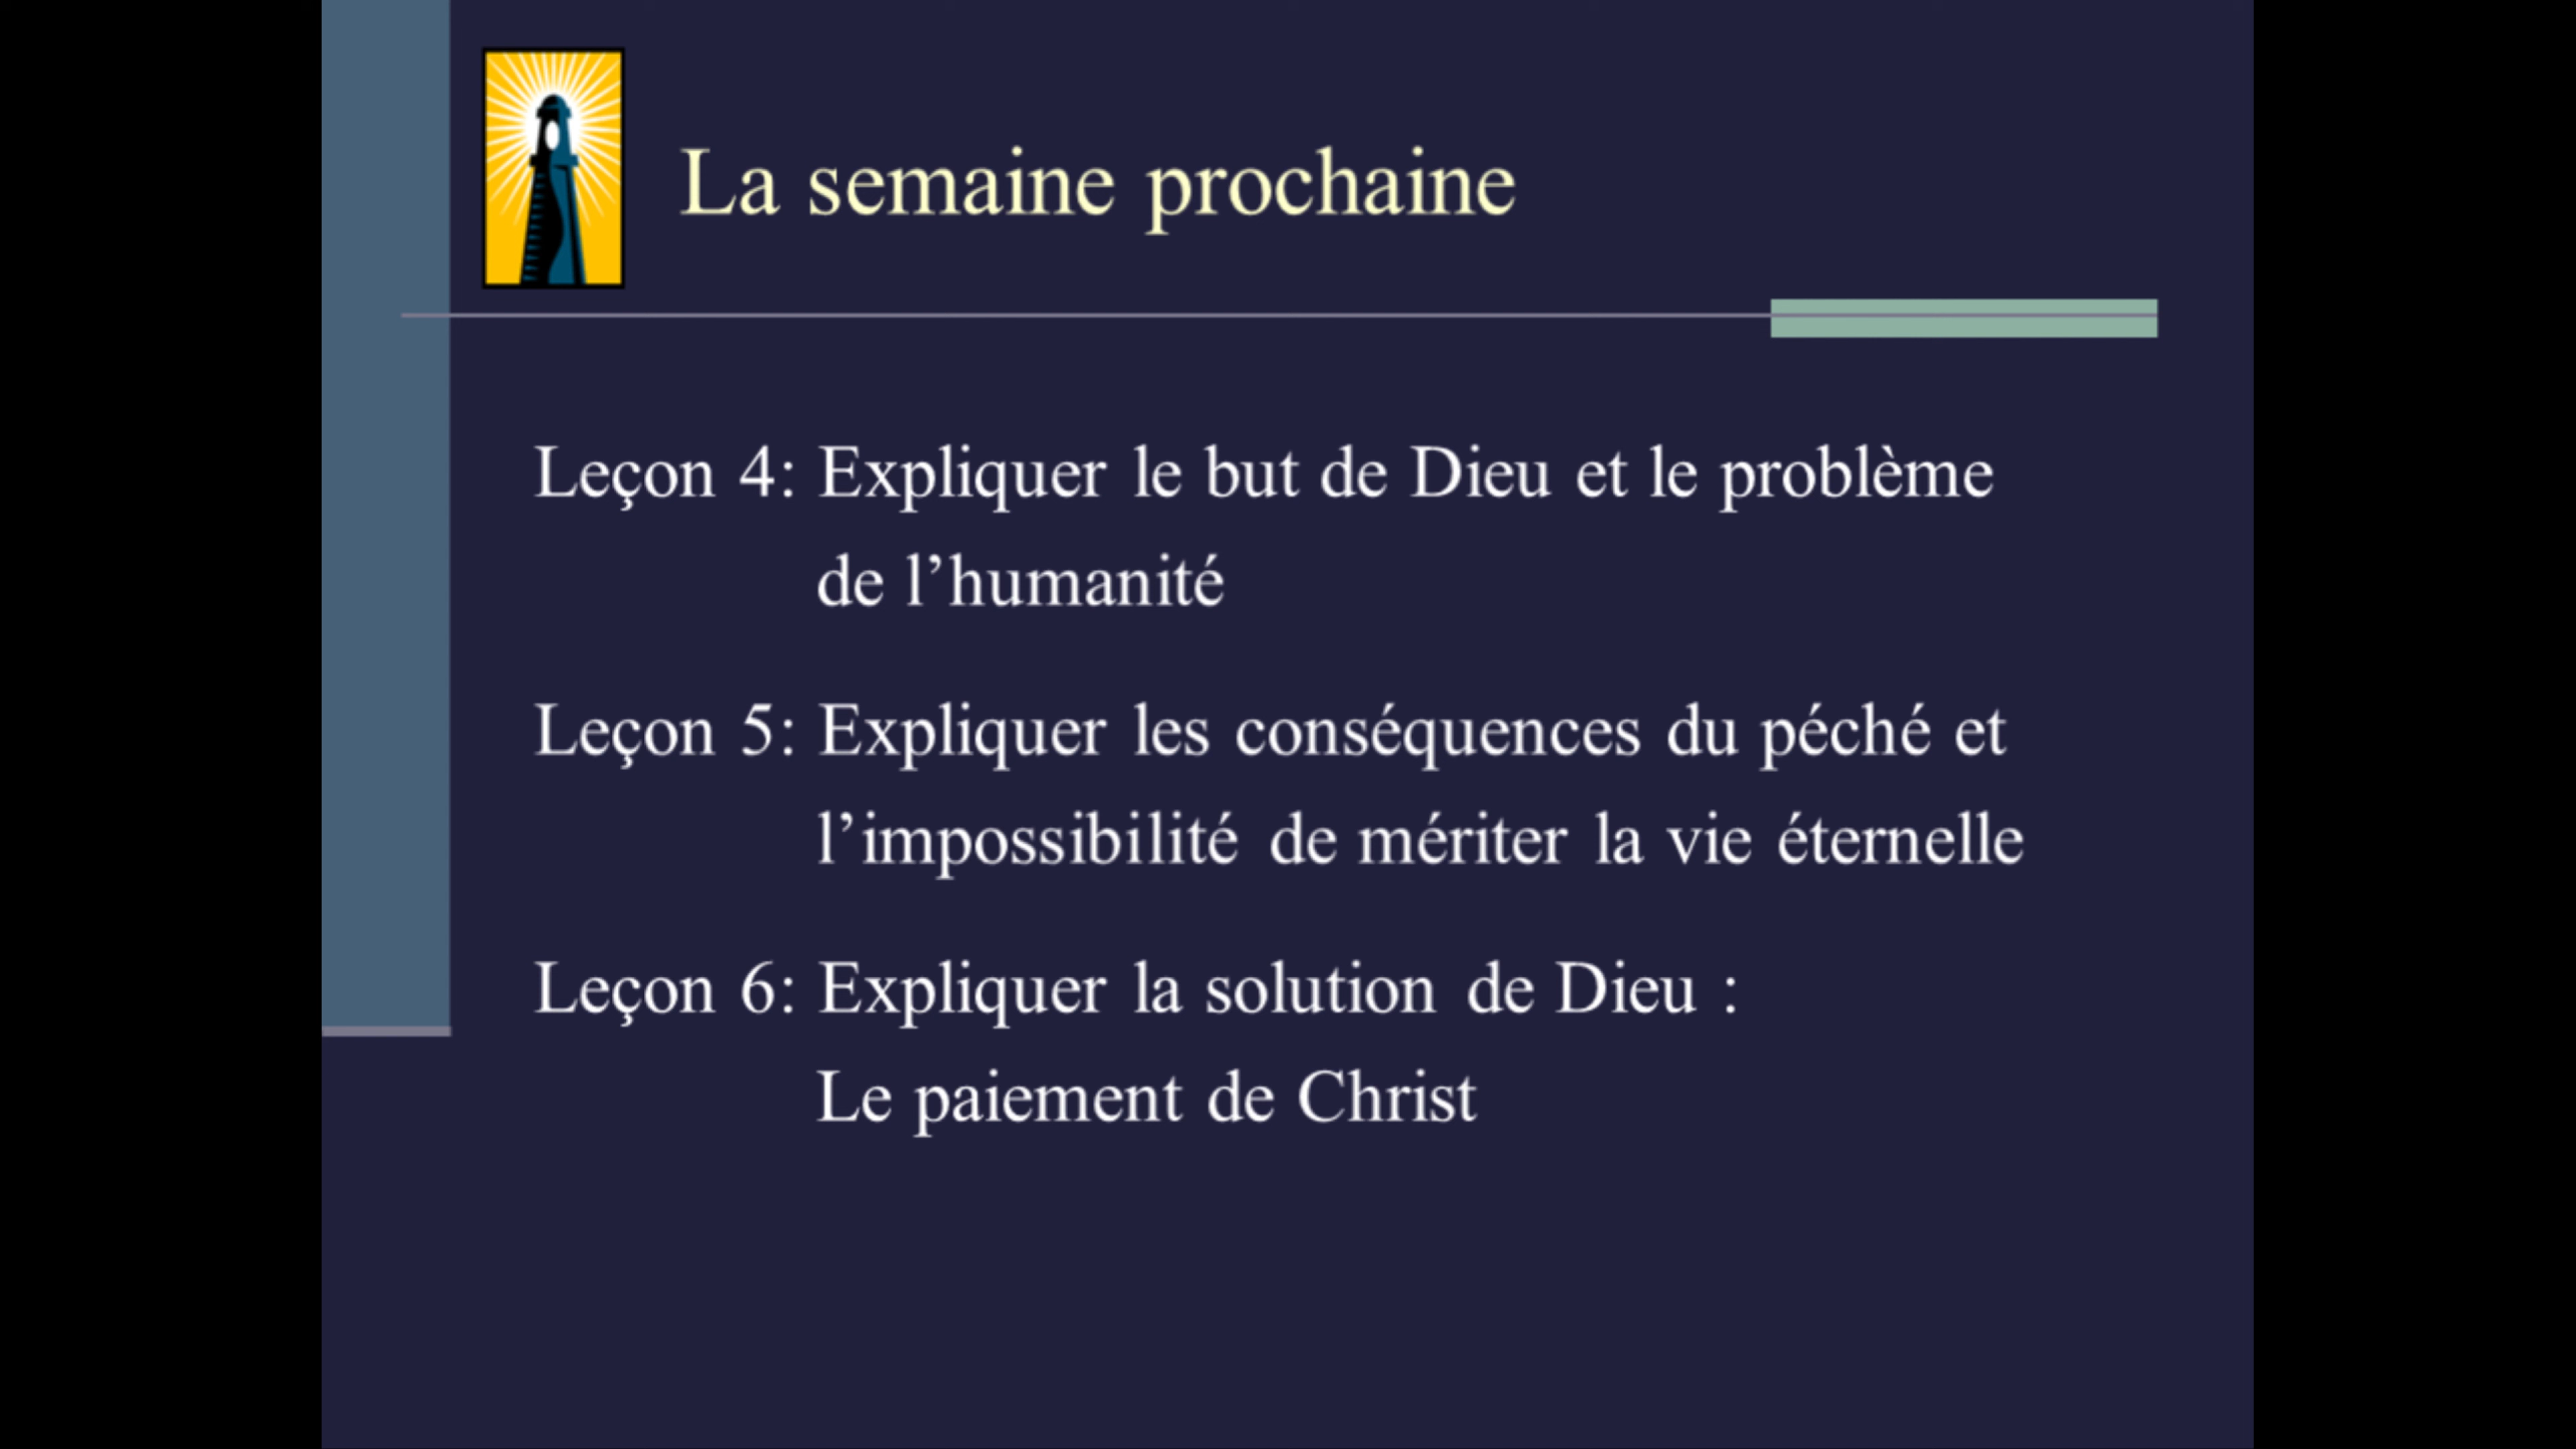 La semaine prochaine
Leçon 4: Expliquer le but de Dieu et le problème
de l’humanité
Leçon 5: Expliquer les conséquences du péché et
l’impossibilité de mériter la vie éternelle
Leçon 6: Expliquer la solution de Dieu :
Le paiement de Christ